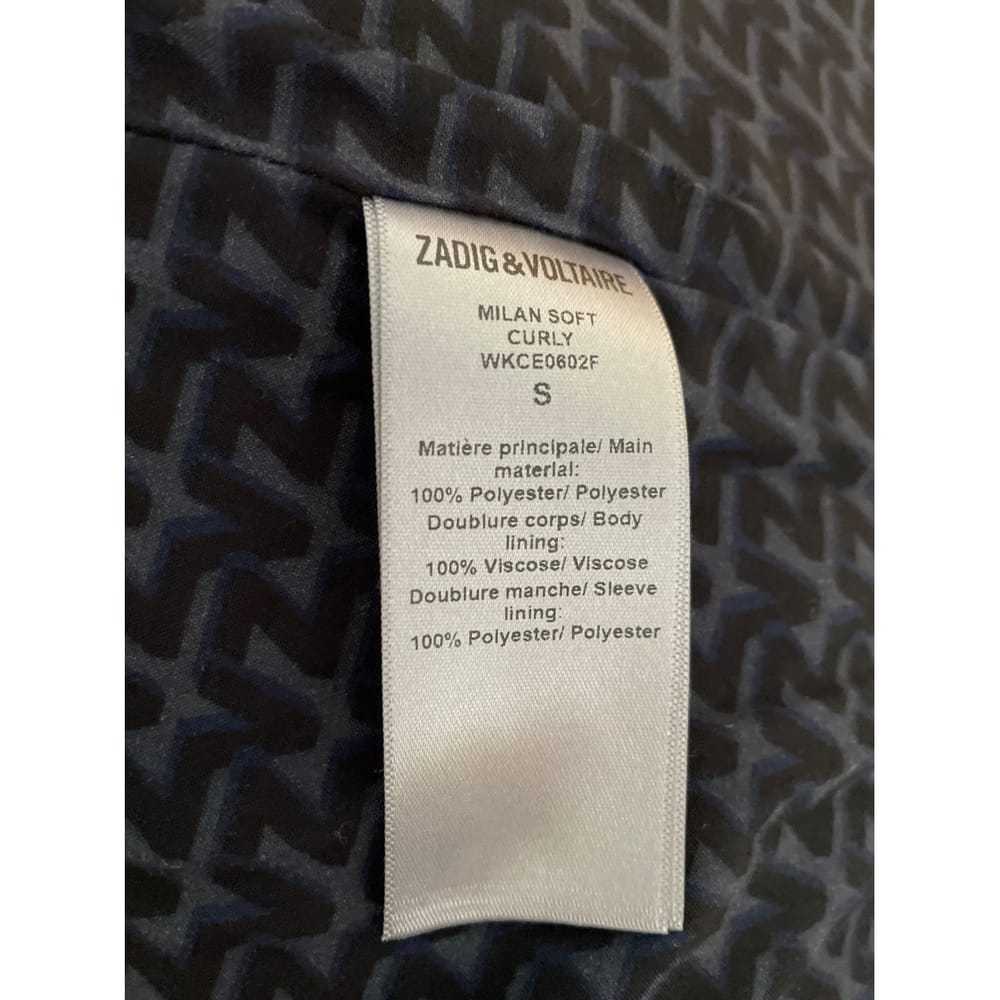 ZADIG&VOLTAIRE
MILAN SOFT
CURLY
WKCE0602F
S
Matière principale/ Main
material:
100% Polyester/ Polyester
Doublure corps/ Body
lining:
100% Viscose/ Viscose
Doublure manche/ Sleeve
lining:
100% Polyester/ Polyester